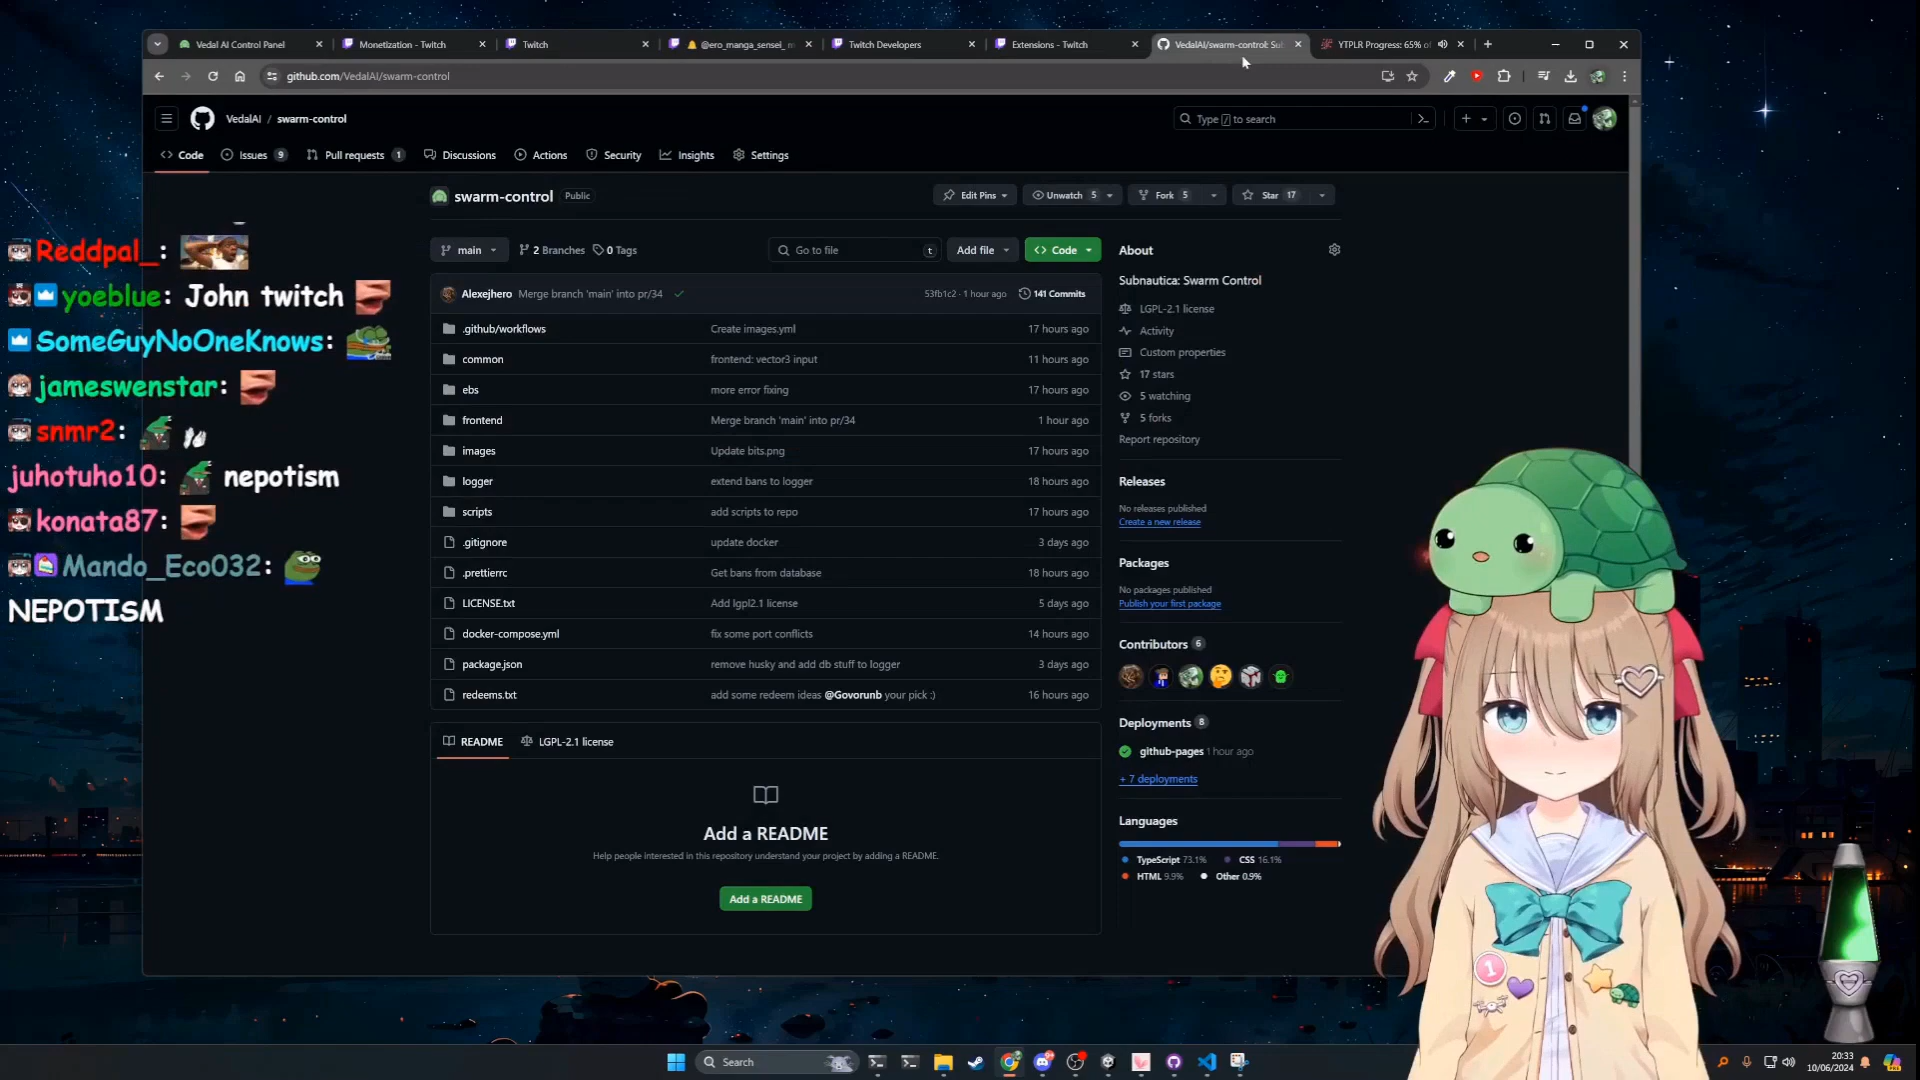 Vedal AI Control Panel
Monetization - Twitch
Twitch
@ero_manga_sensei_
Twitch Developers
Extensions - Twitch
VedalAI/swarm-control: Sub
YTPLR Progress: 65% of
github.com/VedalAI/swarm-control
VedalAI / swarm-control
Type / to search
Code
Issues 9
Pull requests 1
Discussions
Actions
Security
Insights
Settings
swarm-control Public
Edit Pins
Unwatch 5
Fork 5
Star 17
main
2 Branches
0 Tags
Go to file t
Add file
Code
Alexejhero Merge branch 'main' into pr/34 53fb1c2 · 1 hour ago 141 Commits
.github/workflows Create images.yml 17 hours ago
common frontend: vector3 input 11 hours ago
ebs more error fixing 17 hours ago
frontend Merge branch 'main' into pr/34 1 hour ago
images Update bits.png 17 hours ago
logger extend bans to logger 18 hours ago
scripts add scripts to repo 17 hours ago
.gitignore update docker 3 days ago
.prettierrc Get bans from database 18 hours ago
LICENSE.txt Add lgpl2.1 license 5 days ago
docker-compose.yml fix some port conflicts 14 hours ago
package.json remove husky and add db stuff to logger 3 days ago
redeems.txt add some redeem ideas @Govorunb your pick :) 16 hours ago
README
LGPL-2.1 license
Add a README
Help people interested in this repository understand your project by adding a README.
Add a README
About
Subnautica: Swarm Control
LGPL-2.1 license
Activity
Custom properties
17 stars
5 watching
5 forks
Report repository
Releases
No releases published
Create a new release
Packages
No packages published
Publish your first package
Contributors 6
Deployments 8
github-pages 1 hour ago
+ 7 deployments
Languages
TypeScript 73.1%
CSS 16.1%
HTML 9.9%
Other 0.9%
Reddpal_:
yoeblue: John twitch
SomeGuyNoOneKnows:
jameswenstar:
snmr2:
juhotuho10: nepotism
konata87:
Mando_Eco032:
NEPOTISM
1
Search
20:33
10/06/2024